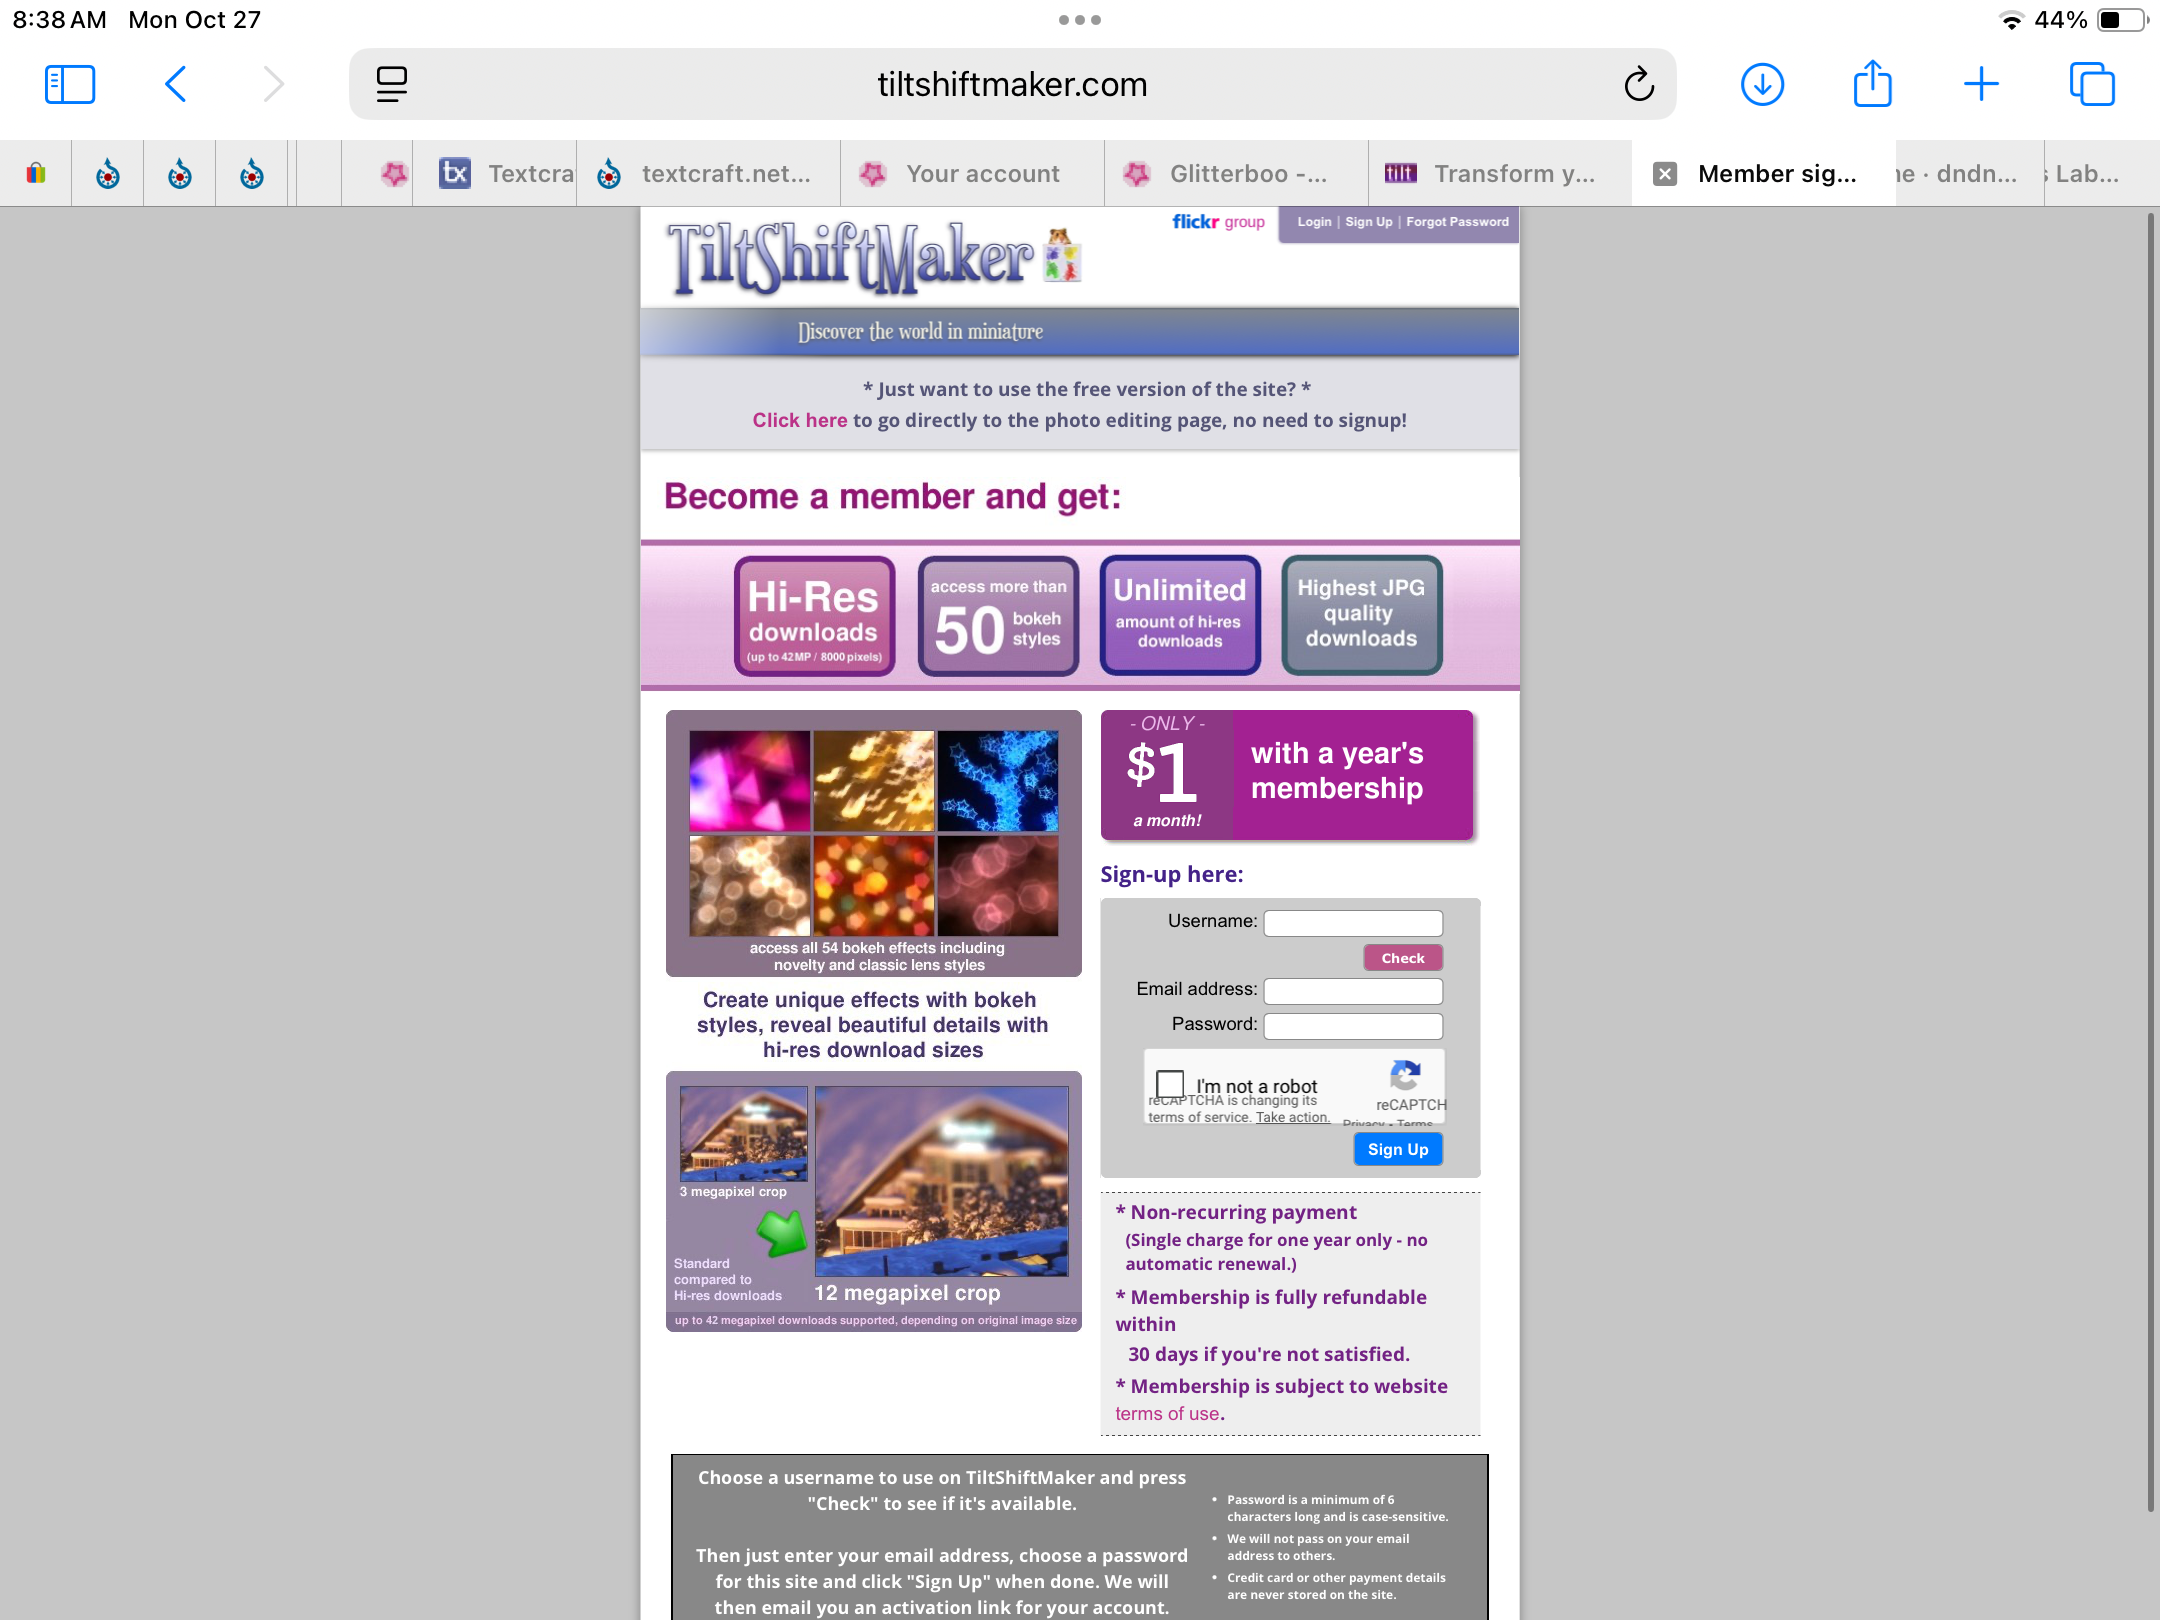 8:38 AM Mon Oct 27
44%
tiltshiftmaker.com
tx Textcra
textcraft.net...
Your account
Glitterboo -...
tilt Transform y...
Member sig...
ne · dndn...
Lab...
TiltShiftMaker
flickr group
Login | Sign Up | Forgot Password
Discover the world in miniature
* Just want to use the free version of the site? *
Click here to go directly to the photo editing page, no need to signup!
Become a member and get:
Hi-Res
downloads
(up to 42MP / 8000 pixels)
access more than
50 bokeh
styles
Unlimited
amount of hi-res
downloads
Highest JPG
quality
downloads
access all 54 bokeh effects including
novelty and classic lens styles
Create unique effects with bokeh
styles, reveal beautiful details with
hi-res download sizes
3 megapixel crop
Standard
compared to
Hi-res downloads
12 megapixel crop
up to 42 megapixel downloads supported, depending on original image size
- ONLY -
$1
a month!
with a year's
membership
Sign-up here:
Username:
Check
Email address:
Password:
I'm not a robot
reCAPTCHA is changing its
terms of service. Take action.
reCAPTCH
Privacy - Terms
Sign Up
* Non-recurring payment
(Single charge for one year only - no
automatic renewal.)
* Membership is fully refundable
within
30 days if you're not satisfied.
* Membership is subject to website
terms of use.
Choose a username to use on TiltShiftMaker and press
"Check" to see if it's available.
Then just enter your email address, choose a password
for this site and click "Sign Up" when done. We will
then email you an activation link for your account.
• Password is a minimum of 6
characters long and is case-sensitive.
• We will not pass on your email
address to others.
• Credit card or other payment details
are never stored on the site.